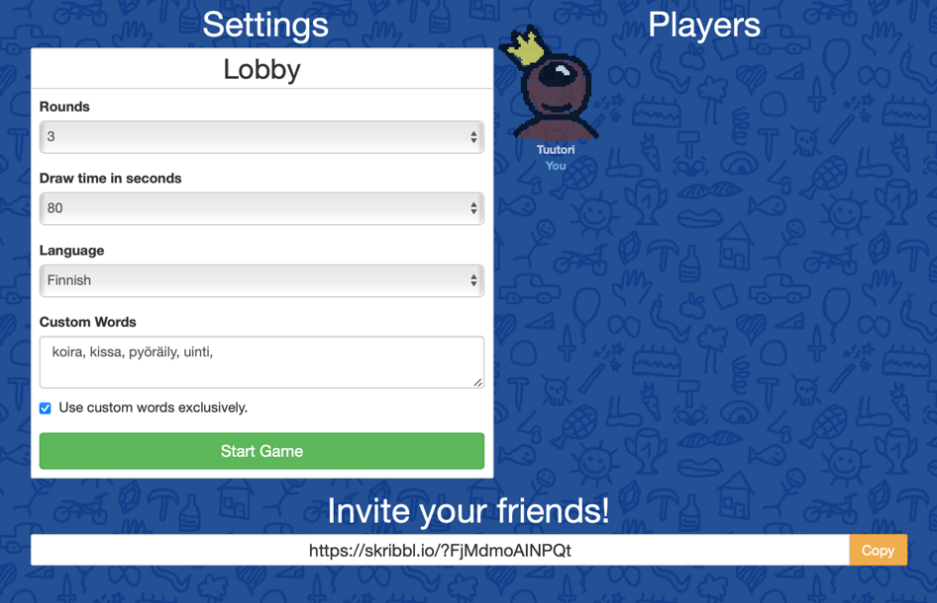 Settings
Players
Lobby
Rounds
3
Draw time in seconds
80
Language
Finnish
Custom Words
koira, kissa, pyöräily, uinti,
Use custom words exclusively.
Start Game
Tuutori
You
Invite your friends!
https://skribbl.io/?FjMdmoAlNPQt
Copy